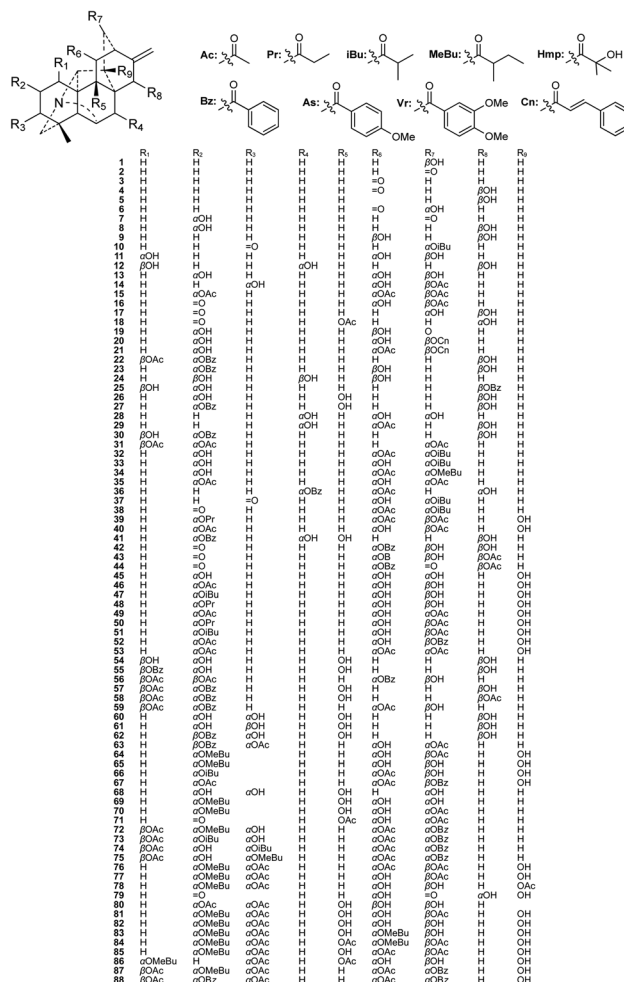 R7
R6
R9
R1
R8
R2
N
R5
R3
R4
Ac: O
Pr: O
iBu: O
MeBu: O
Hmp: O OH
Bz: O
As: O OMe
Vr: O OMe OMe
Cn: O
R1 R2 R3 R4 R5 R6 R7 R8 R9
1 H H H H H H βOH H H
2 H H H H H H =O H H
3 H H H H H =O H H H
4 H H H H H =O H βOH H
5 H H H H H H H βOH H
6 H H H H H =O αOH H H
7 H αOH H H H H =O H H
8 H αOH H H H H H βOH H
9 H H H H H βOH H βOH H
10 H H =O H H H αOiBu H H
11 αOH H H H H αOH βOH H H
12 βOH H H αOH H H H βOH H
13 H αOH H H H αOH βOH H H
14 H H αOH H H αOH βOAc H H
15 H αOAc H H H αOAc βOAc H H
16 H =O H H H αOH βOAc H H
17 H =O H H H H αOH βOH H
18 H =O H H OAc H H αOH H
19 H αOH H H H βOH O H H
20 H αOH H H H αOH βOCn H H
21 H αOH H H H αOAc βOCn H H
22 βOAc αOBz H H H H H βOH H
23 H αOBz H H H βOH H βOH H
24 H βOH H βOH H βOH H H H
25 βOH αOH H H H H H βOBz H
26 H αOH H H OH H H βOH H
27 H αOBz H H OH H H βOH H
28 H H H αOH H αOH αOH H H
29 H H H αOH H αOAc H βOH H
30 βOH αOBz H H H H H βOH H
31 βOAc αOAc H H H H αOAc H H
32 H αOH H H H αOAc αOiBu H H
33 H αOH H H H αOH αOiBu H H
34 H αOH H H H αOAc αOMeBu H H
35 H αOAc H H H αOH αOAc H H
36 H H H αOBz H αOAc H αOH H
37 H H =O H H αOH αOiBu H H
38 H =O H H H αOAc αOiBu H H
39 H αOPr H H H αOAc βOAc H OH
40 H αOAc H H H αOH βOAc H OH
41 H αOBz H αOH OH H H βOH H
42 H =O H H H αOBz βOH βOH H
43 H =O H H H αOB βOH βOAc H
44 H =O H H H αOBz =O βOAc H
45 H αOH H H H αOH αOH H OH
46 H αOAc H H H αOH βOH H OH
47 H αOiBu H H H αOH βOH H OH
48 H αOPr H H H αOH βOH H OH
49 H αOAc H H H αOH αOAc H OH
50 H αOPr H H H αOH βOAc H OH
51 H αOiBu H H H αOH βOAc H OH
52 H αOAc H H H αOH βOBz H OH
53 H αOAc H H H αOAc αOAc H OH
54 βOH αOH H H OH H H βOH H
55 βOBz αOH H H OH H H βOH H
56 βOAc βOAc H H H αOBz βOH H H
57 βOAc αOBz H H OH H H βOH H
58 βOAc αOBz H H OH H H βOAc H
59 βOAc αOBz H H H αOAc βOH H H
60 H αOH αOH H OH H H βOH H
61 H αOH βOH H OH H H βOH H
62 H βOBz αOH H OH H H βOH H
63 H βOBz αOAc H H αOH αOAc H H
64 H αOMeBu H H H αOH βOAc H OH
65 H αOMeBu H H H αOH βOH H OH
66 H αOiBu H H H αOAc βOH H OH
67 H αOAc H H H αOAc βOBz H OH
68 H αOH αOH H OH H αOH H H
69 H αOMeBu H H OH αOH αOH H H
70 H αOMeBu H H OH αOH αOAc H H
71 H =O H H OAc αOH αOAc H H
72 βOAc αOMeBu αOH H H αOAc αOBz H H
73 βOAc αOiBu αOH H H αOAc αOBz H H
74 βOAc αOH αOiBu H H αOAc αOBz H H
75 βOAc αOH αOMeBu H H αOAc αOBz H H
76 H αOMeBu αOAc H H αOAc βOAc H OH
77 H αOMeBu αOAc H H αOH βOH H OH
78 H αOMeBu αOAc H H αOH βOH H OAc
79 H =O H H H αOH =O αOH OH
80 H αOAc αOAc H OH βOH βOH H
81 H αOMeBu αOAc H OH αOH βOAc H OH
82 H αOMeBu αOAc H OH αOH βOH H OH
83 H αOMeBu αOAc H OH αOMeBu βOH H OH
84 H αOMeBu αOAc H OAc αOMeBu βOAc H OH
85 H αOMeBu αOAc H OH αOAc βOAc H OH
86 αOMeBu H αOAc H OAc αOH βOH H OH
87 βOAc αOMeBu αOAc H H αOAc αOBz H OH
88 βOAc αOBz αOAc H H αOAc αOBz H OH